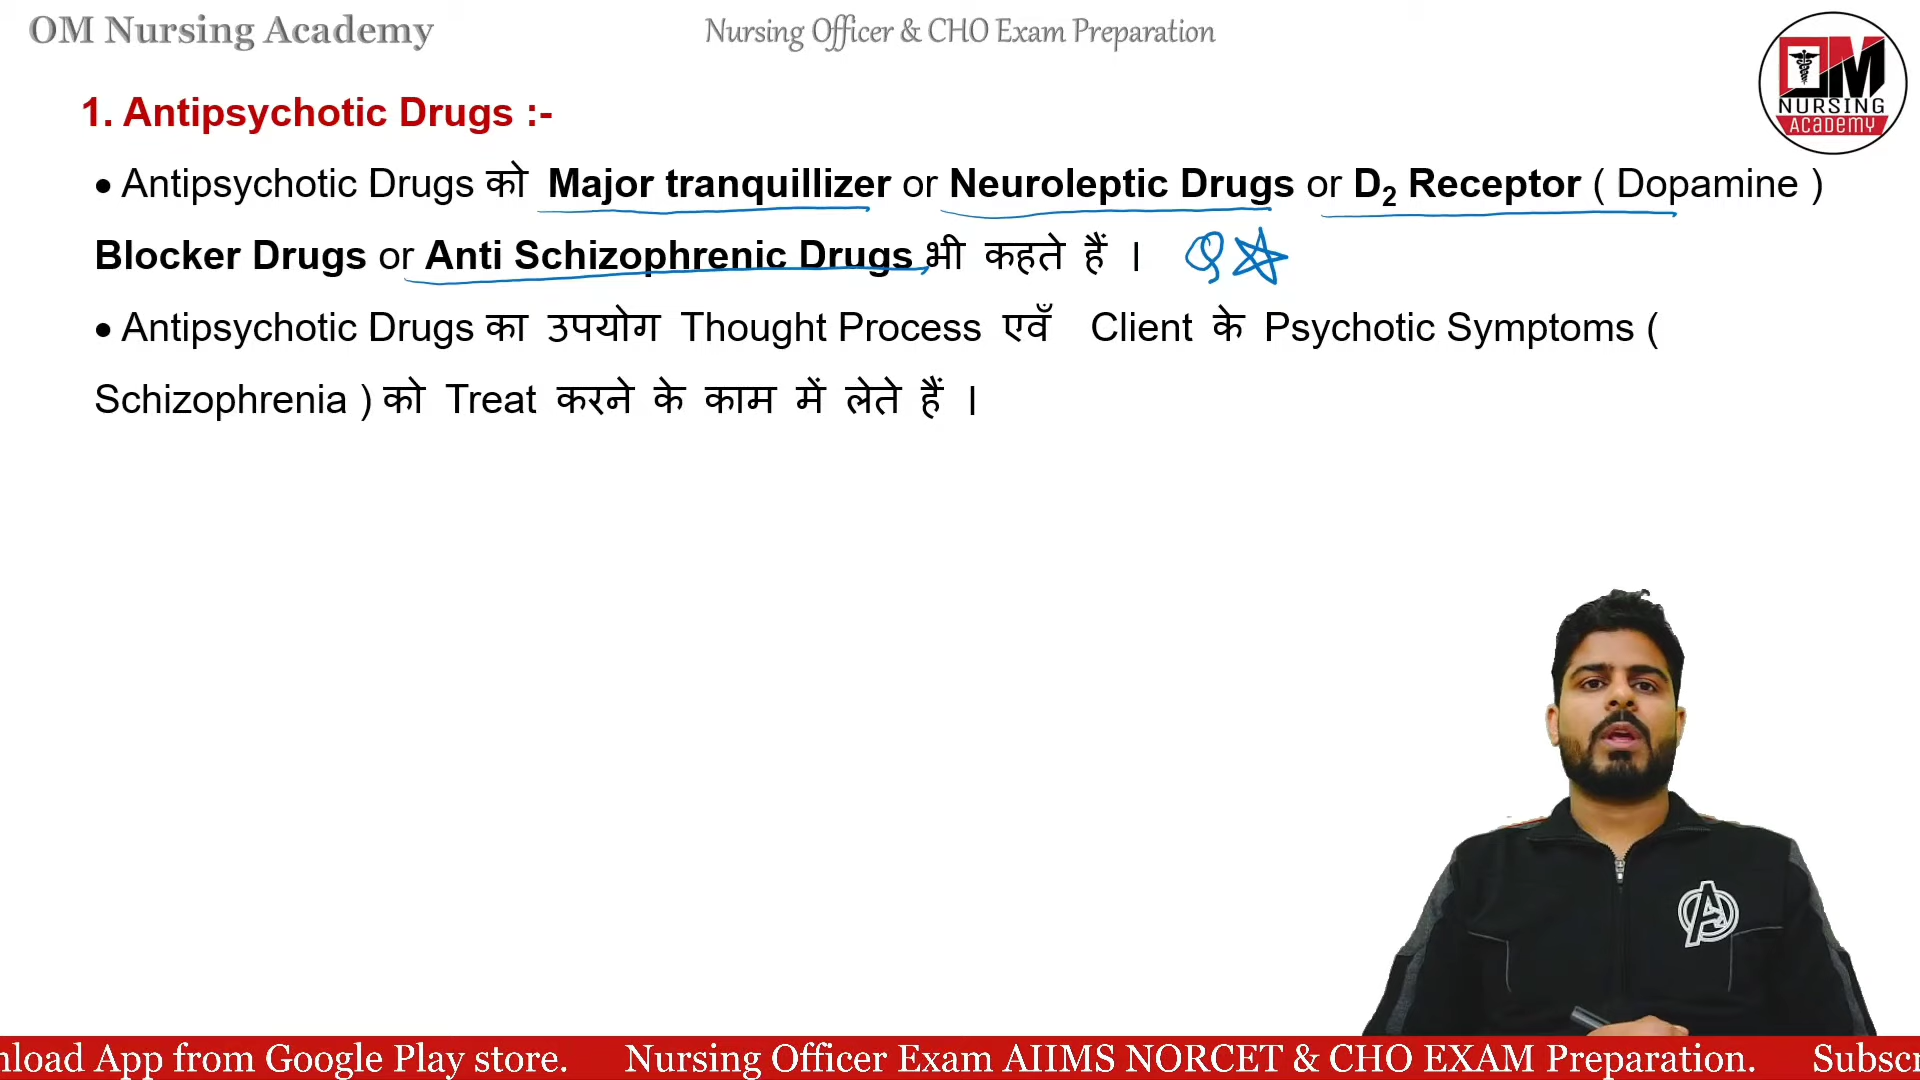 OM Nursing Academy
Nursing Officer & CHO Exam Preparation
OM
NURSING
ACADEMY
1. Antipsychotic Drugs :-
• Antipsychotic Drugs को Major tranquillizer or Neuroleptic Drugs or D₂ Receptor ( Dopamine )
Blocker Drugs or Anti Schizophrenic Drugs भी कहते हैं ।
• Antipsychotic Drugs का उपयोग Thought Process एवँ Client के Psychotic Symptoms (
Schizophrenia ) को Treat करने के काम में लेते हैं ।
nload App from Google Play store. Nursing Officer Exam AIIMS NORCET & CHO EXAM Preparation. Subscr